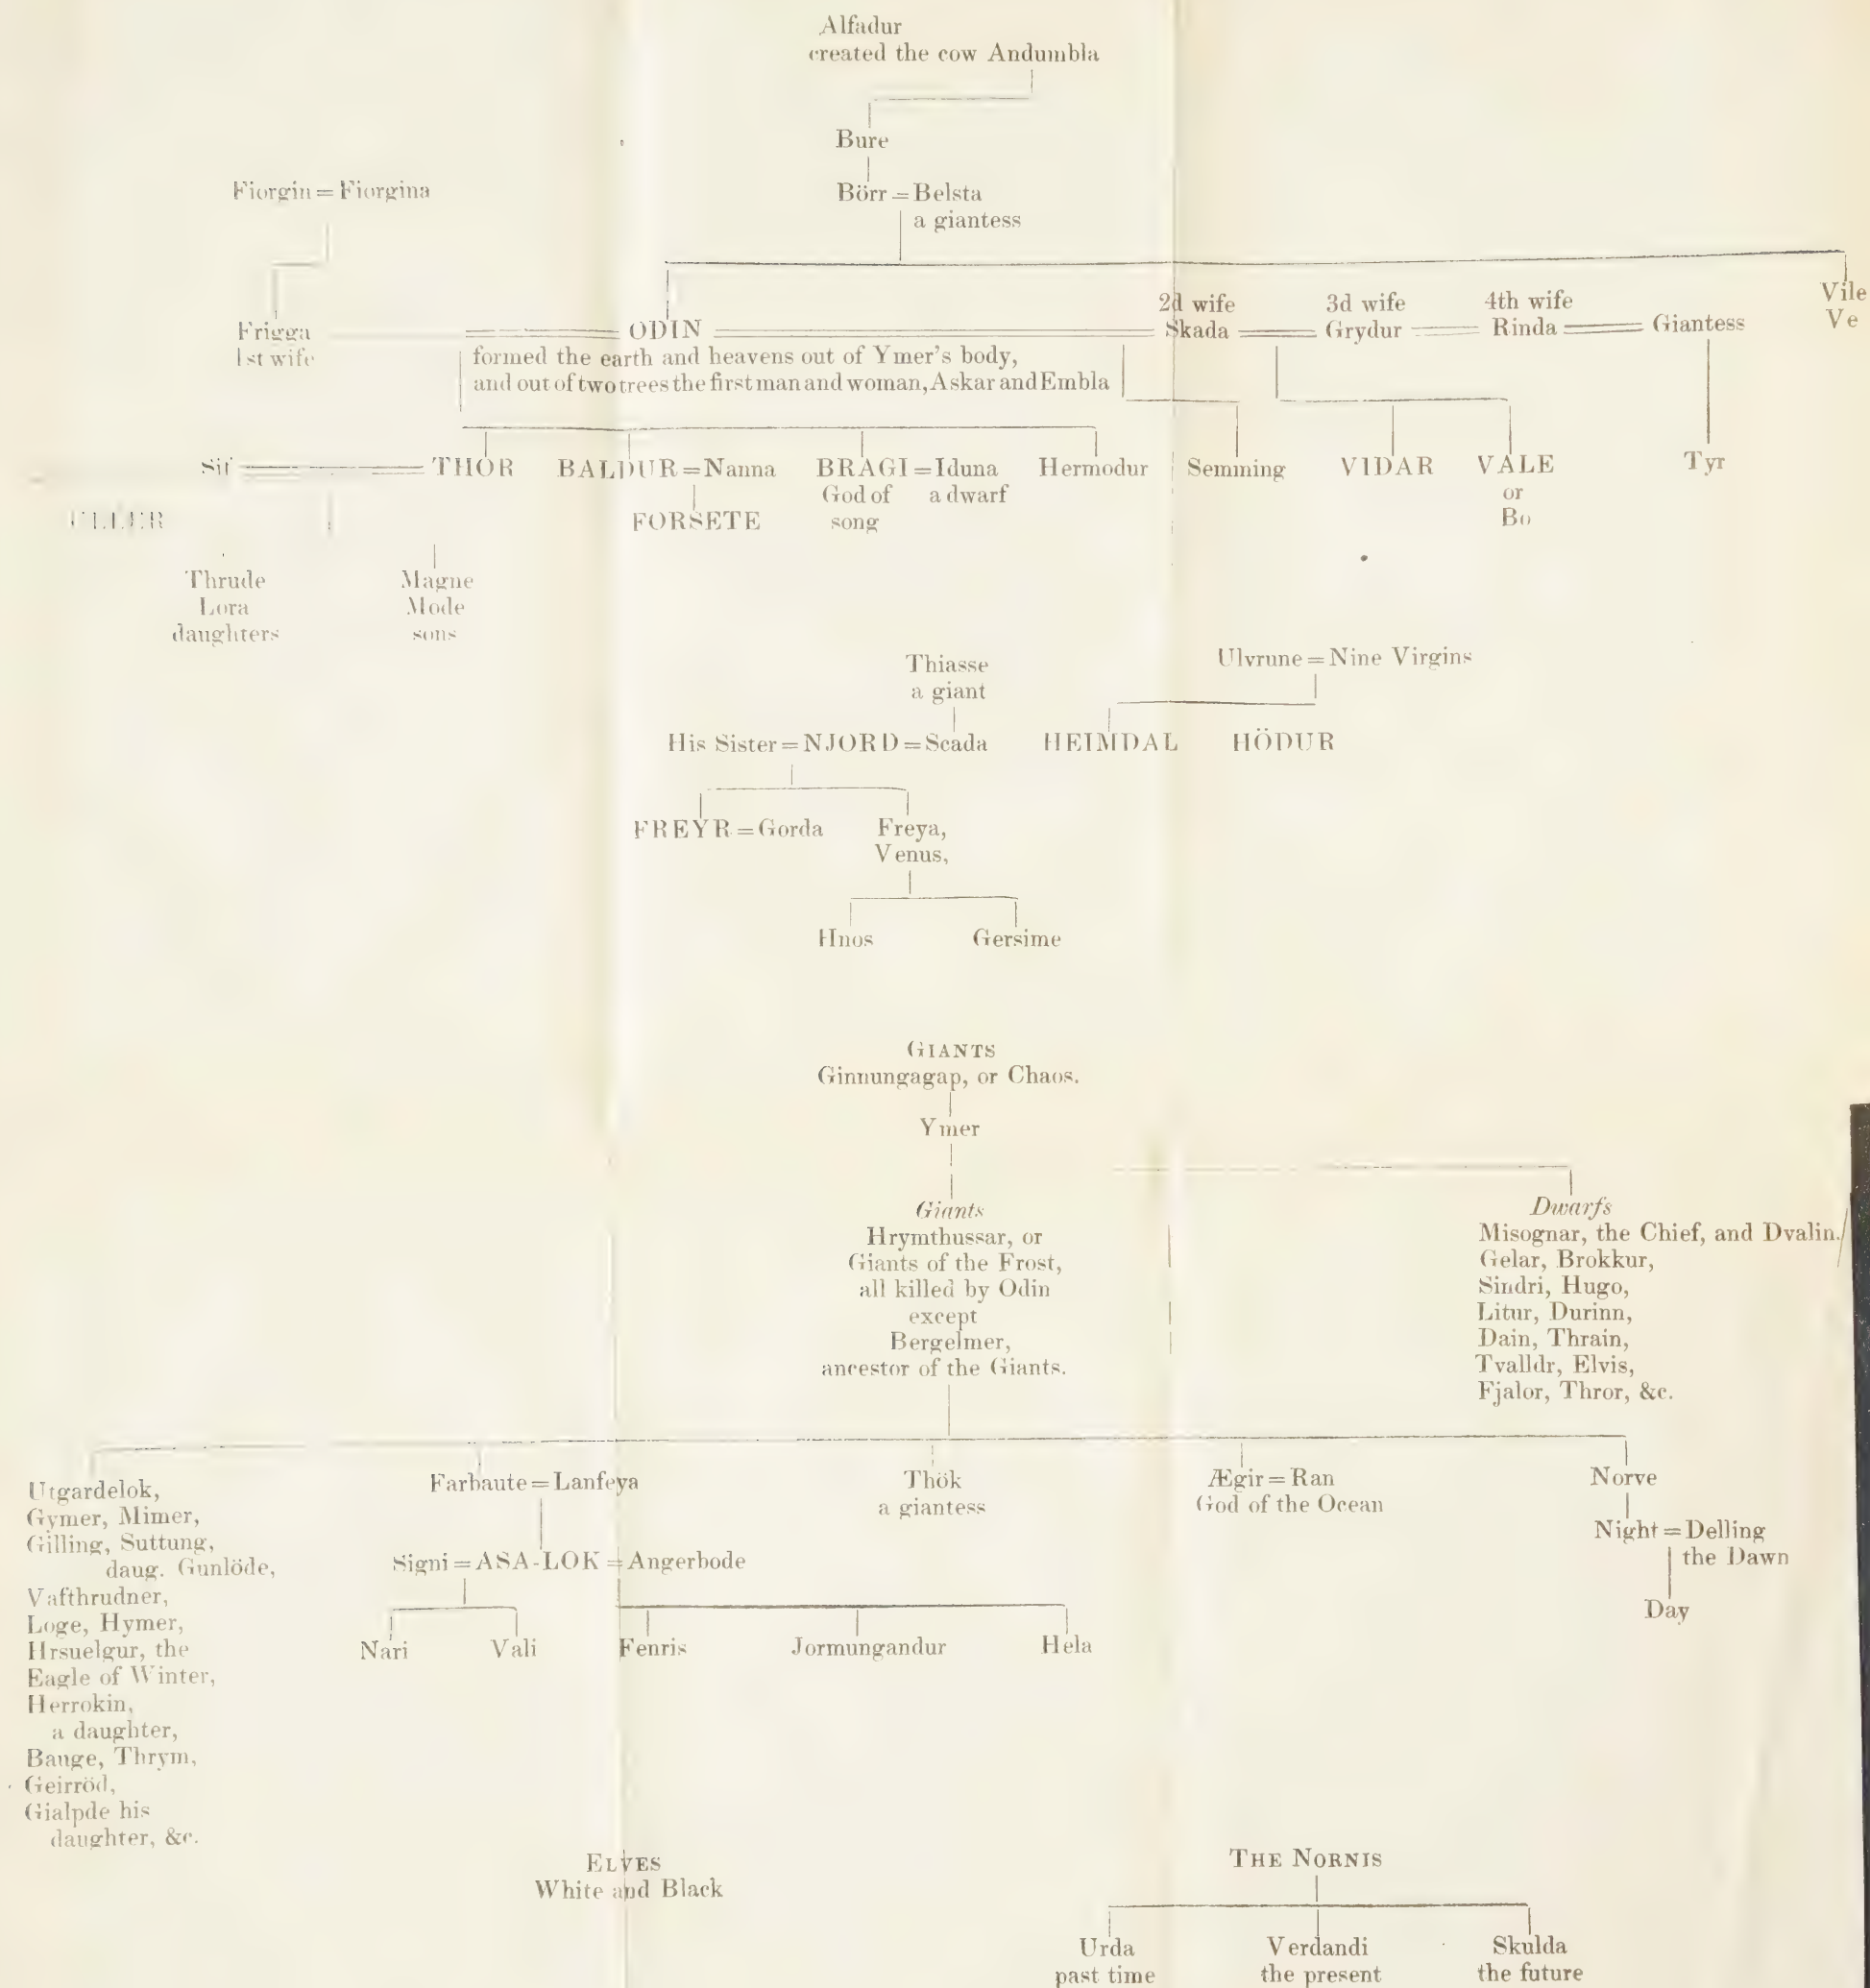 Alfadur
created the cow Andumbla
Bure
Fiorgin = Fiorgina
Börr = Belsta
a giantess
Vile
Ve
2d wife
3d wife
4th wife
Frigga = ODIN = Skada = Grydur = Rinda = Giantess
1st wife
formed the earth and heavens out of Ymer's body,
and out of two trees the first man and woman, Askar and Embla
Sif = THOR BALDUR = Nanna BRAGI = Iduna Hermodur Semming VIDAR VALE Tyr
God of a dwarf or
ULLER FORSETE song Bo
Thrude Magne
Lora Mode
daughters sons
Thiasse Ulvrune = Nine Virgins
a giant
His Sister = NJORD = Scada HEIMDAL HÖDUR
FREYR = Gorda Freya,
Venus,
Hnos Gersime
GIANTS
Ginnungagap, or Chaos.
Ymer
Giants
Hrymthussar, or
Giants of the Frost,
all killed by Odin
except
Bergelmer,
ancestor of the Giants.
Dwarfs
Misognar, the Chief, and Dvalin.
Gelar, Brokkur,
Sindri, Hugo,
Litur, Durinn,
Dain, Thrain,
Tvalldr, Elvis,
Fjalor, Thror, &c.
Utgardelok,
Gymer, Mimer,
Gilling, Suttung,
daug. Gunlöde,
Vafthrudner,
Loge, Hymer,
Hrsuelgur, the
Eagle of Winter,
Herrokin,
a daughter,
Bauge, Thrym,
Geirröd,
Gialpde his
daughter, &c.
Farbaute = Lanfeya
Signi = ASA-LOK = Angerbode
Nari Vali Fenris Jormungandur Hela
Thök
a giantess
Ægir = Ran
God of the Ocean
Norve
Night = Delling
the Dawn
Day
ELVES
White and Black
THE NORNIS
Urda Verdandi Skulda
past time the present the future